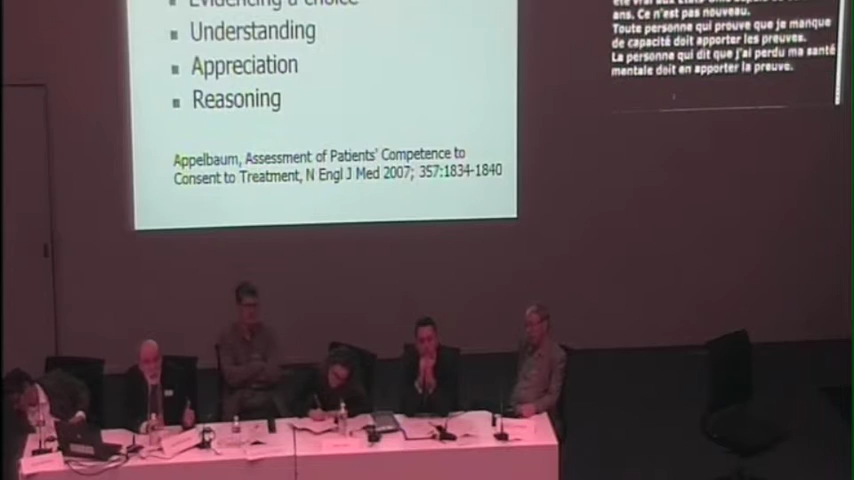 Evidencing a choice
Understanding
Appreciation
Reasoning
Appelbaum, Assessment of Patients' Competence to
Consent to Treatment, N Engl J Med 2007; 357:1834-1840
ans. Ce n'est pas nouveau.
Toute personne qui prouve que je manque
de capacité doit apporter les preuves.
La personne qui dit que j'ai perdu ma santé
mentale doit en apporter la preuve.